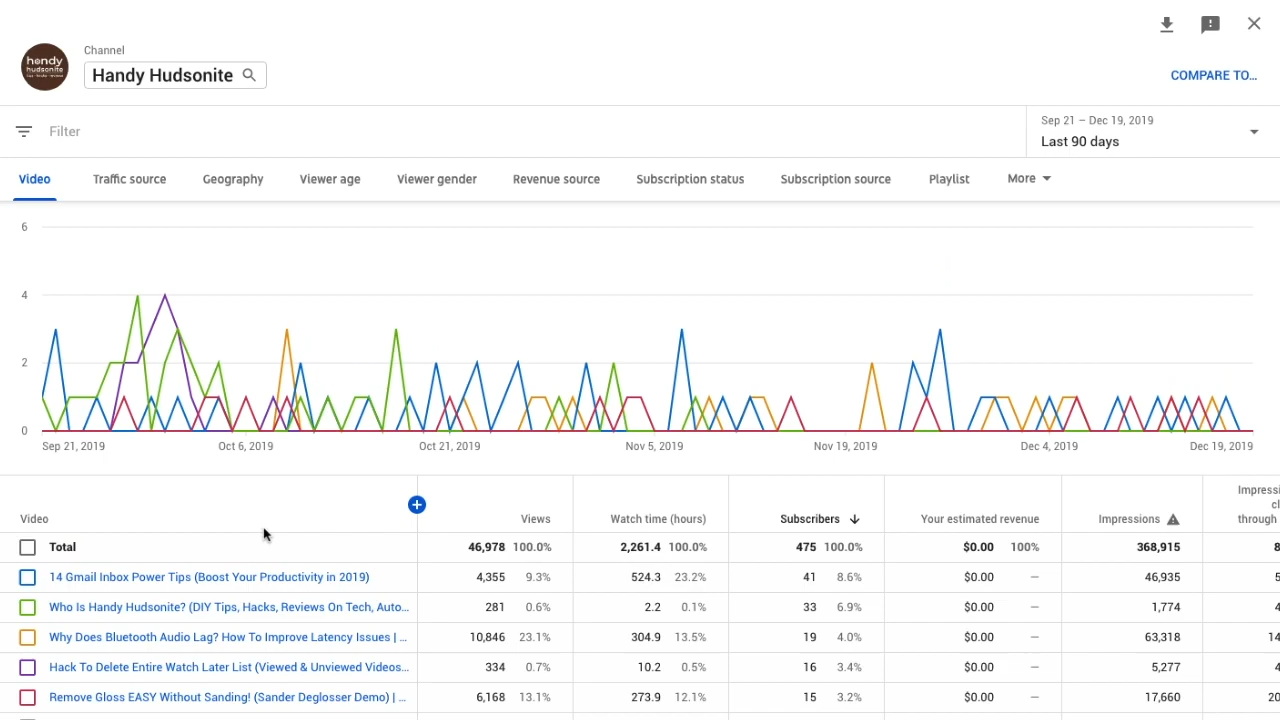 Channel
handy
hudsonite
Handy Hudsonite
COMPARE TO...
Filter
Sep 21 – Dec 19, 2019
Last 90 days
Video Traffic source Geography Viewer age Viewer gender Revenue source Subscription status Subscription source Playlist More
6
4
2
0
Sep 21, 2019 Oct 6, 2019 Oct 21, 2019 Nov 5, 2019 Nov 19, 2019 Dec 4, 2019 Dec 19, 2019
Video Views Watch time (hours) Subscribers Your estimated revenue Impressions through
Total 46,978 100.0% 2,261.4 100.0% 475 100.0% $0.00 100% 368,915
14 Gmail Inbox Power Tips (Boost Your Productivity in 2019) 4,355 9.3% 524.3 23.2% 41 8.6% $0.00 — 46,935
Who Is Handy Hudsonite? (DIY Tips, Hacks, Reviews On Tech, Auto... 281 0.6% 2.2 0.1% 33 6.9% $0.00 — 1,774
Why Does Bluetooth Audio Lag? How To Improve Latency Issues | ... 10,846 23.1% 304.9 13.5% 19 4.0% $0.00 — 63,318
Hack To Delete Entire Watch Later List (Viewed & Unviewed Videos... 334 0.7% 10.2 0.5% 16 3.4% $0.00 — 5,277
Remove Gloss EASY Without Sanding! (Sander Deglosser Demo) | ... 6,168 13.1% 273.9 12.1% 15 3.2% $0.00 — 17,660